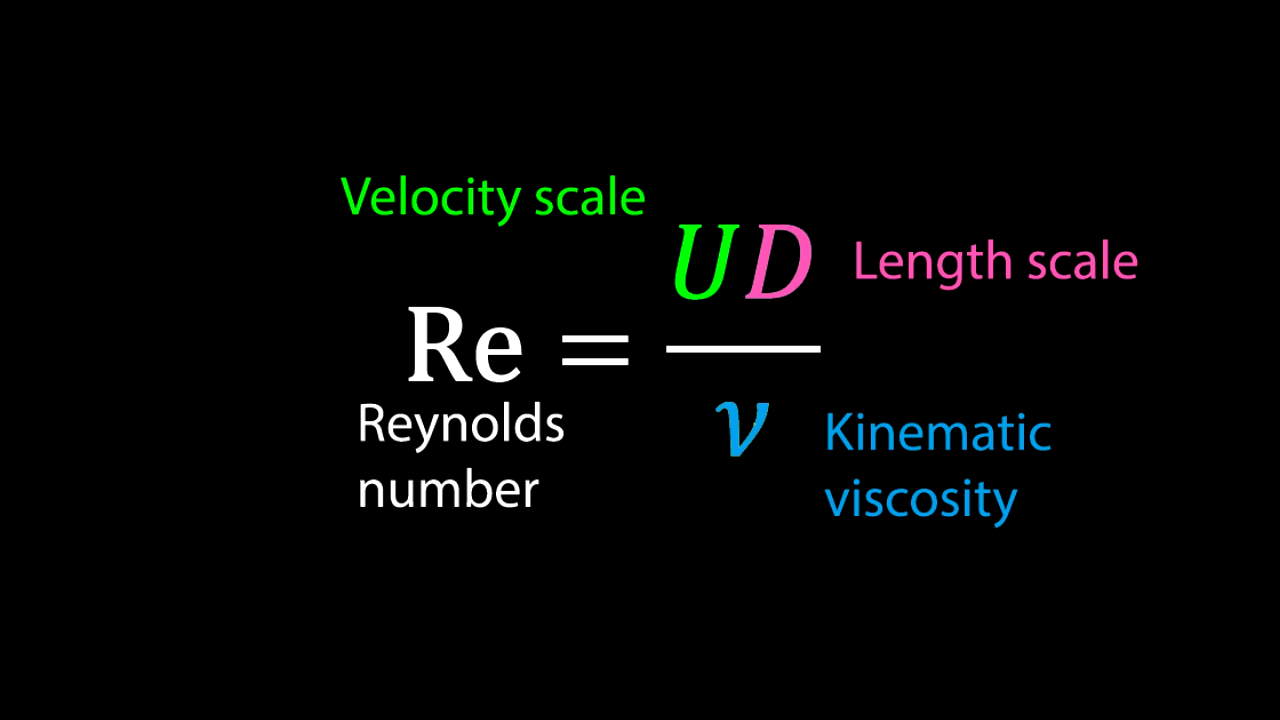 Velocity scale
UD
Length scale
Re =
Reynolds
number
ν
Kinematic
viscosity